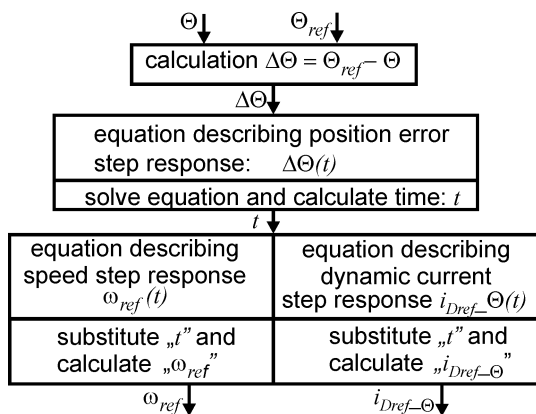 Θ Θref
calculation ΔΘ = Θref − Θ
ΔΘ
equation describing position error
step response: ΔΘ(t)
solve equation and calculate time: t
t
equation describing
speed step response
ωref (t)
equation describing
dynamic current
step response iDref_Θ(t)
substitute „t” and
calculate „ωref”
substitute „t” and
calculate „iDref_Θ”
ωref
iDref_Θ